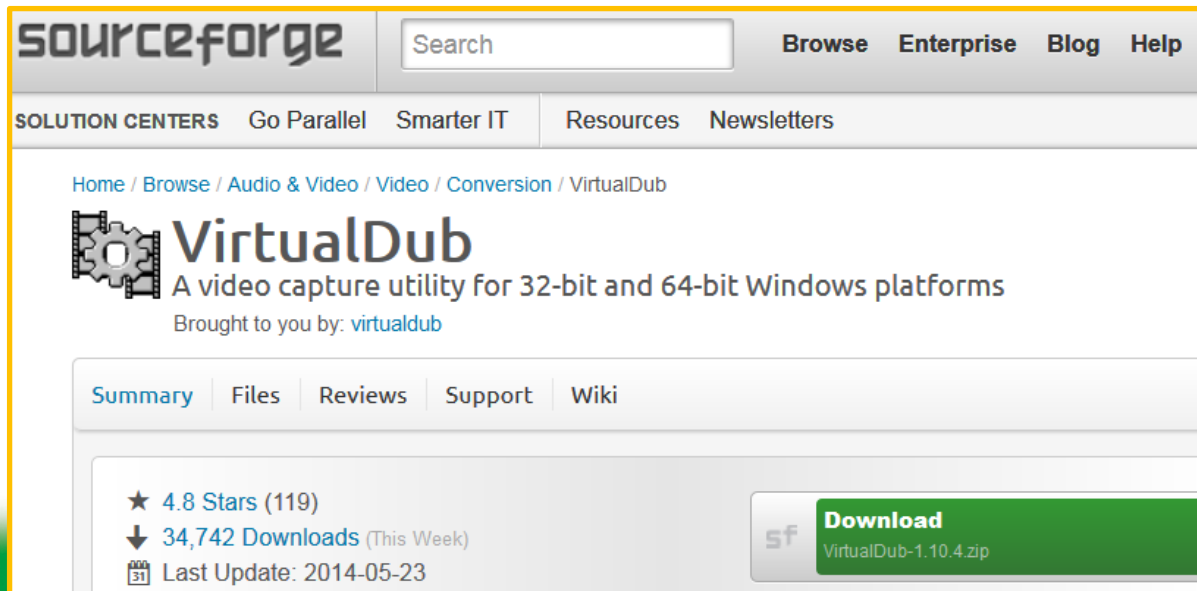 sourceforge
Search
Browse Enterprise Blog Help
SOLUTION CENTERS Go Parallel Smarter IT Resources Newsletters
Home / Browse / Audio & Video / Video / Conversion / VirtualDub
VirtualDub
A video capture utility for 32-bit and 64-bit Windows platforms
Brought to you by: virtualdub
Summary Files Reviews Support Wiki
4.8 Stars (119)
34,742 Downloads (This Week)
31 Last Update: 2014-05-23
sf
Download
VirtualDub-1.10.4.zip